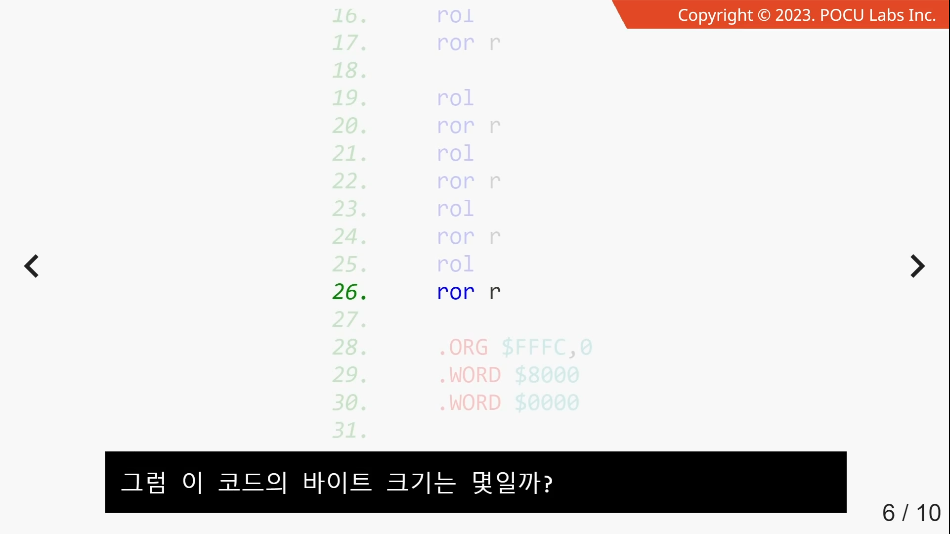 Copyright © 2023. POCU Labs Inc.
16. rol
17. ror r
18.
19. rol
20. ror r
21. rol
22. ror r
23. rol
24. ror r
25. rol
26. ror r
27.
28. .ORG $FFFC,0
29. .WORD $8000
30. .WORD $0000
31.
그럼 이 코드의 바이트 크기는 몇일까?
6 / 10